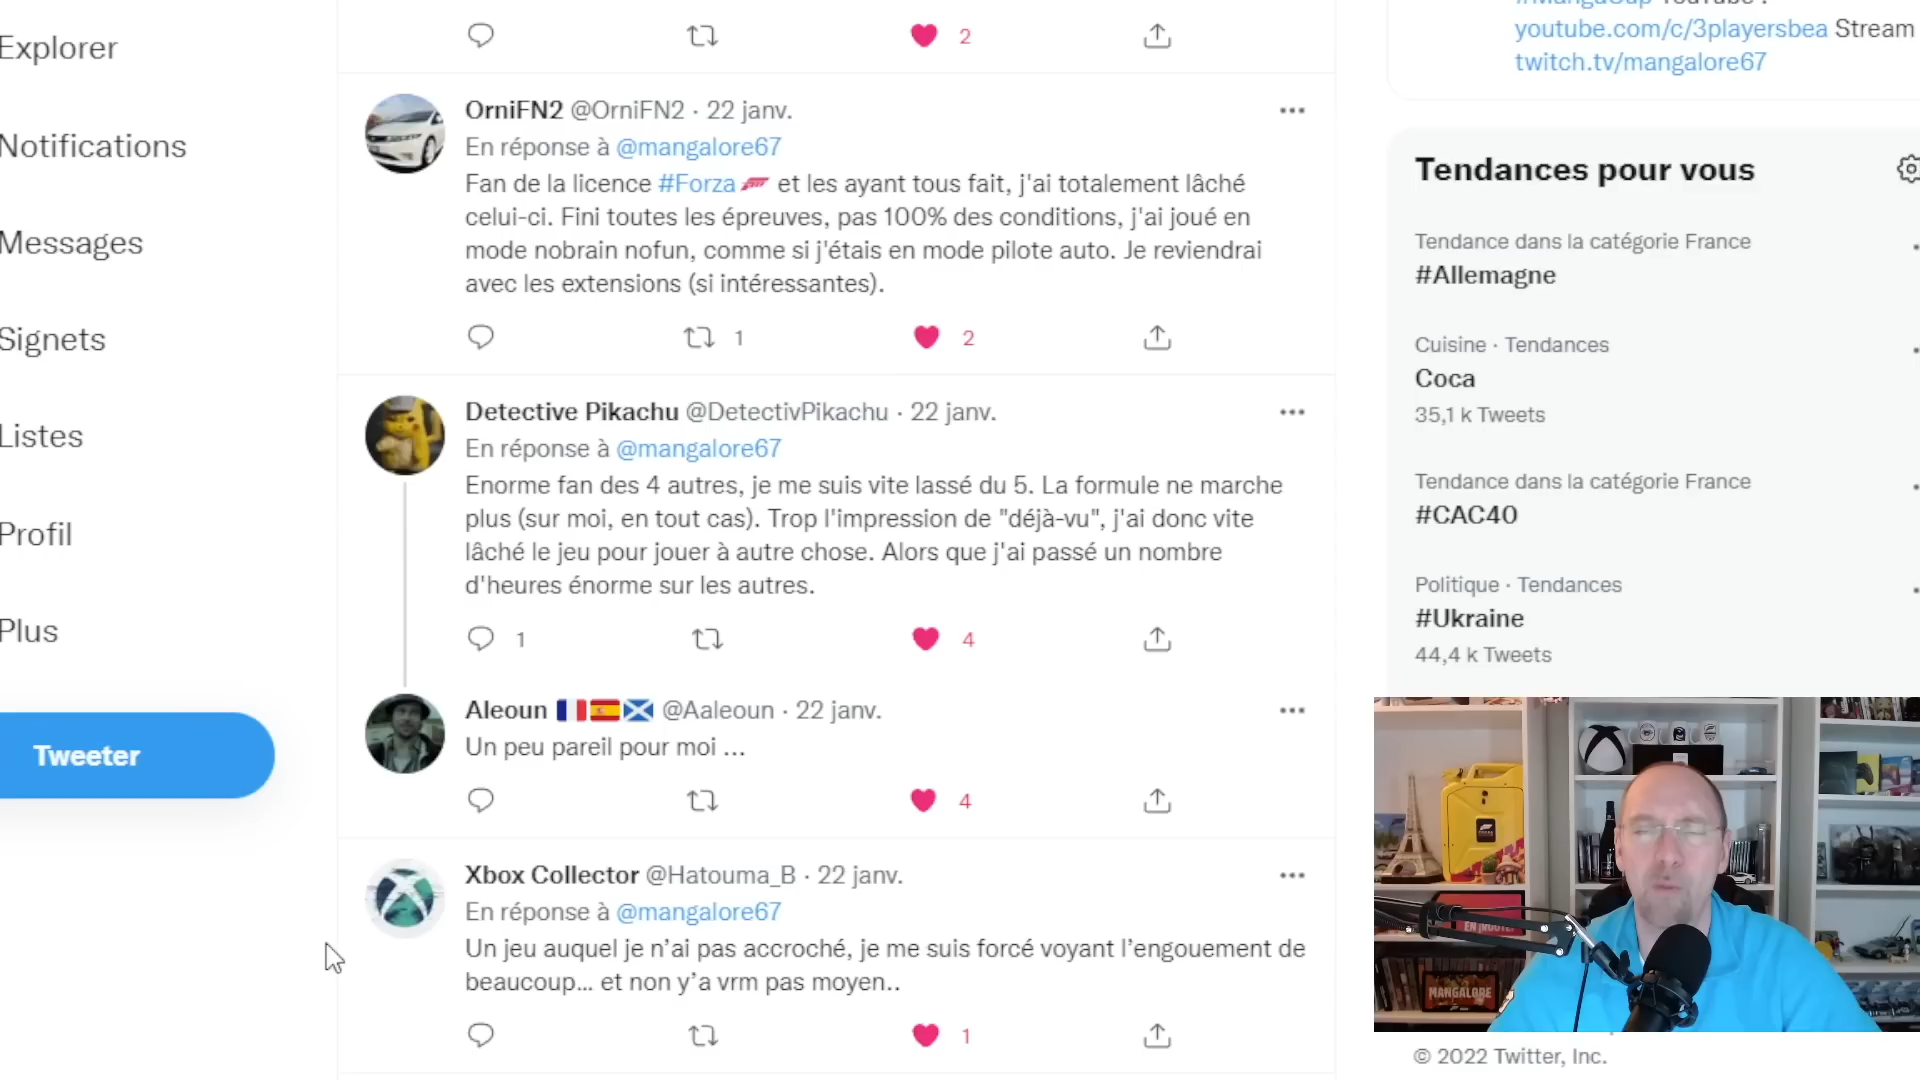 Explorer
Notifications
Messages
Signets
Listes
Profil
Plus
Tweeter
2
OrniFN2 @OrniFN2 · 22 janv.
En réponse à @mangalore67
Fan de la licence #Forza et les ayant tous fait, j'ai totalement lâché
celui-ci. Fini toutes les épreuves, pas 100% des conditions, j'ai joué en
mode nobrain nofun, comme si j'étais en mode pilote auto. Je reviendrai
avec les extensions (si intéressantes).
1 2
Detective Pikachu @DetectivPikachu · 22 janv.
En réponse à @mangalore67
Enorme fan des 4 autres, je me suis vite lassé du 5. La formule ne marche
plus (sur moi, en tout cas). Trop l'impression de "déjà-vu", j'ai donc vite
lâché le jeu pour jouer à autre chose. Alors que j'ai passé un nombre
d'heures énorme sur les autres.
1 4
Aleoun @Aaleoun · 22 janv.
Un peu pareil pour moi ...
4
Xbox Collector @Hatouma_B · 22 janv.
En réponse à @mangalore67
Un jeu auquel je n’ai pas accroché, je me suis forcé voyant l’engouement de
beaucoup... et non y’a vrm pas moyen..
1
youtube.com/c/3playersbea Stream
twitch.tv/mangalore67
Tendances pour vous
Tendance dans la catégorie France
#Allemagne
Cuisine · Tendances
Coca
35,1 k Tweets
Tendance dans la catégorie France
#CAC40
Politique · Tendances
#Ukraine
44,4 k Tweets
MANGALORE
© 2022 Twitter, Inc.